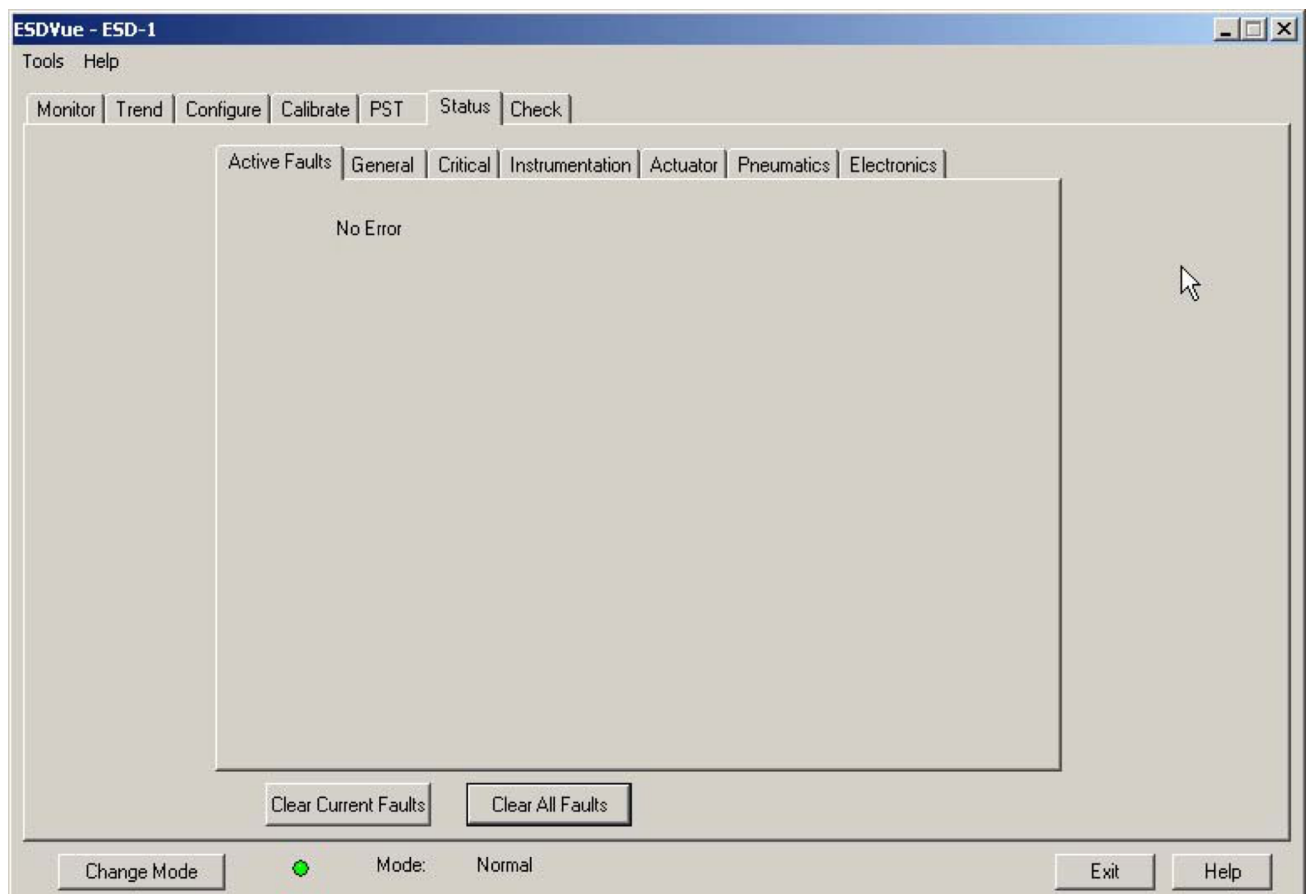 ESDVue - ESD-1
Tools Help
Monitor Trend Configure Calibrate PST Status Check
Active Faults General Critical Instrumentation Actuator Pneumatics Electronics
No Error
Clear Current Faults Clear All Faults
Change Mode Mode: Normal Exit Help